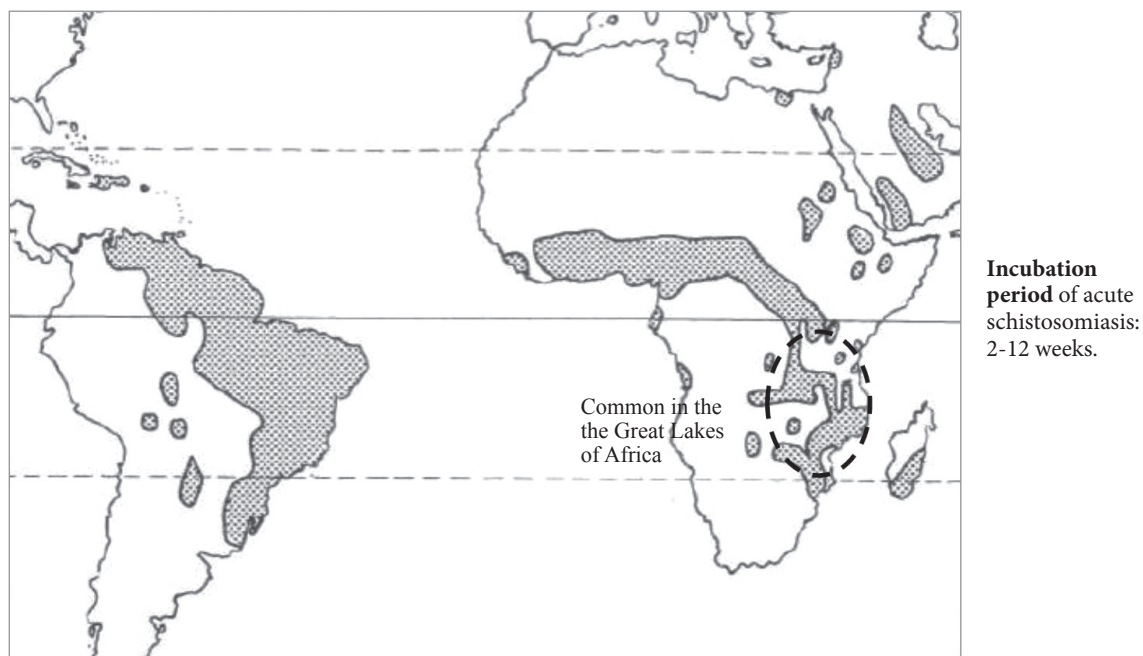 Common in the
the Great Lakes
of Africa
Incubation
period of acute
schistosomiasis:
2-12 weeks.